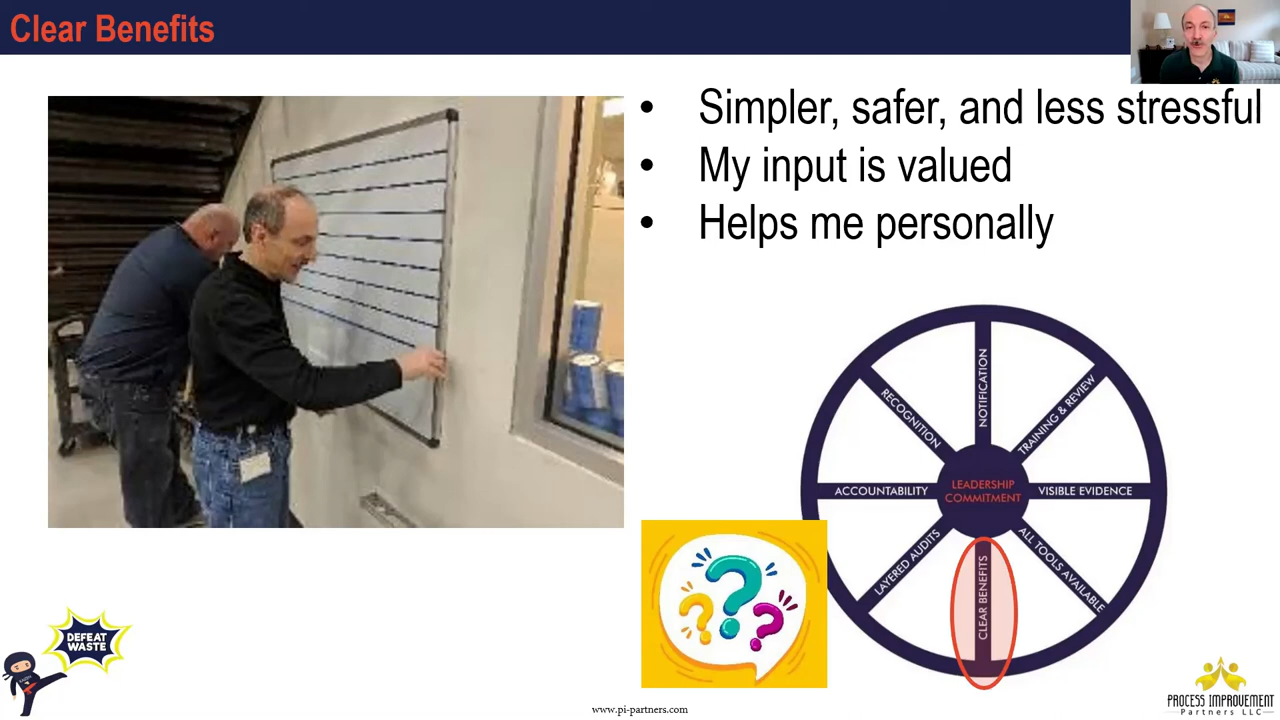 Clear Benefits
• Simpler, safer, and less stressful
• My input is valued
• Helps me personally
NOTIFICATION
TRAINING & REVIEW
RECOGNITION
ACCOUNTABILITY
LEADERSHIP
COMMITMENT
VISIBLE EVIDENCE
LAYERED AUDITS
CLEAR BENEFITS
ALL TOOLS AVAILABLE
???
DEFEAT
WASTE
www.pi-partners.com
PROCESS IMPROVEMENT
Partners LLC